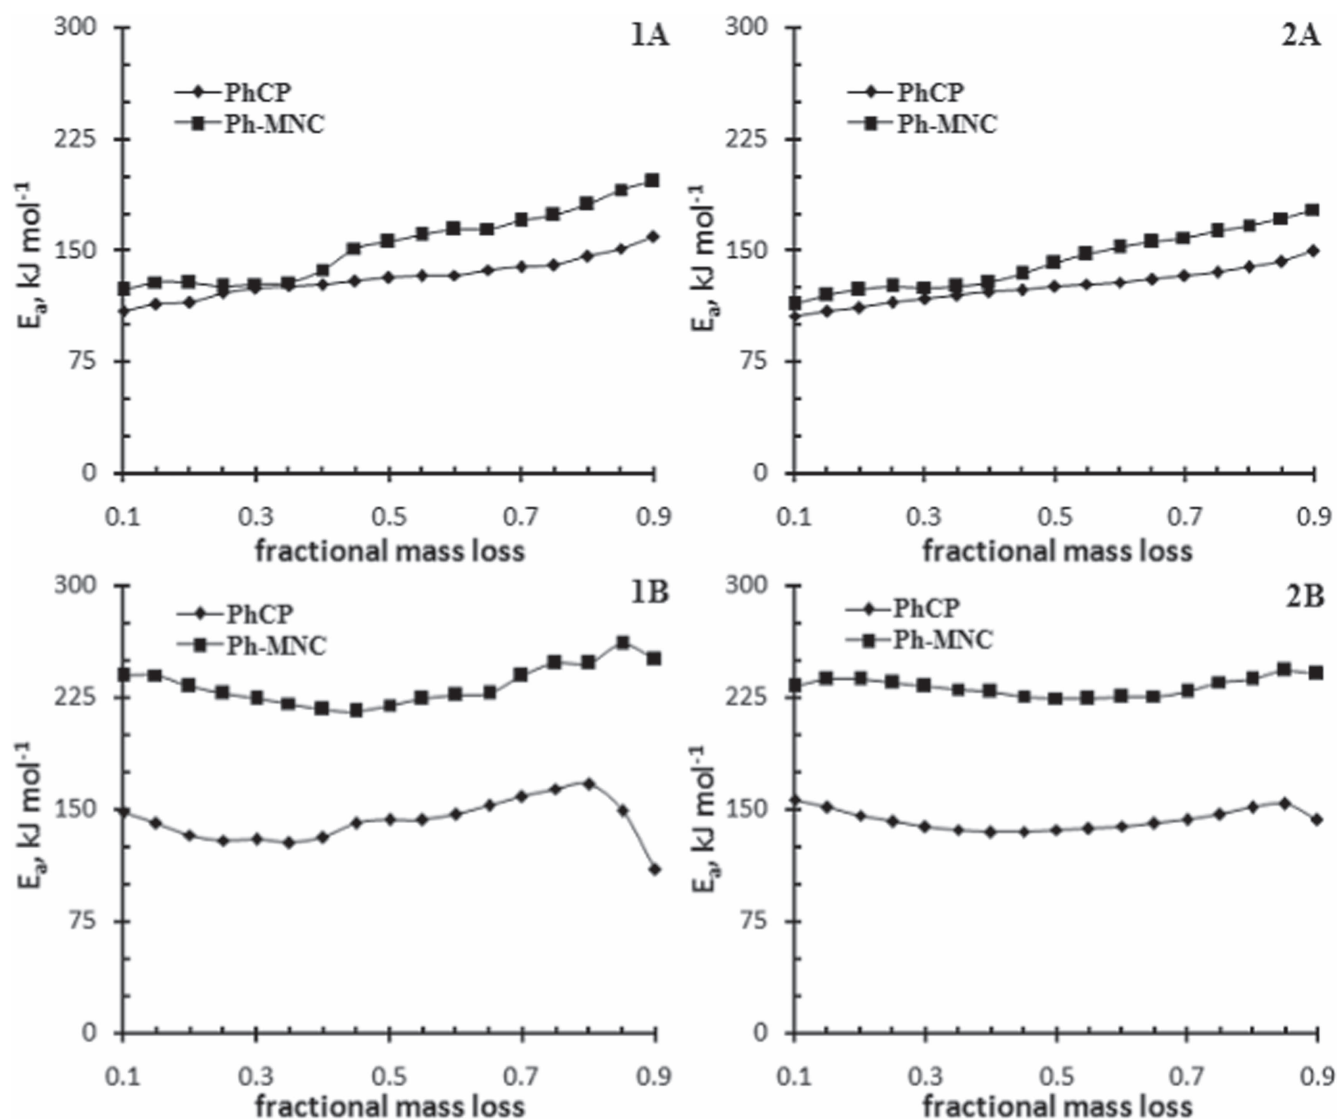 1A
PhCP
Ph-MNC
300
225
150
75
0
Eₐ, kJ mol⁻¹
0.1 0.3 0.5 0.7 0.9
fractional mass loss
2A
PhCP
Ph-MNC
300
225
150
75
0
Eₐ, kJ mol⁻¹
0.1 0.3 0.5 0.7 0.9
fractional mass loss
1B
PhCP
Ph-MNC
300
225
150
75
0
Eₐ, kJ mol⁻¹
0.1 0.3 0.5 0.7 0.9
fractional mass loss
2B
PhCP
Ph-MNC
300
225
150
75
0
Eₐ, kJ mol⁻¹
0.1 0.3 0.5 0.7 0.9
fractional mass loss